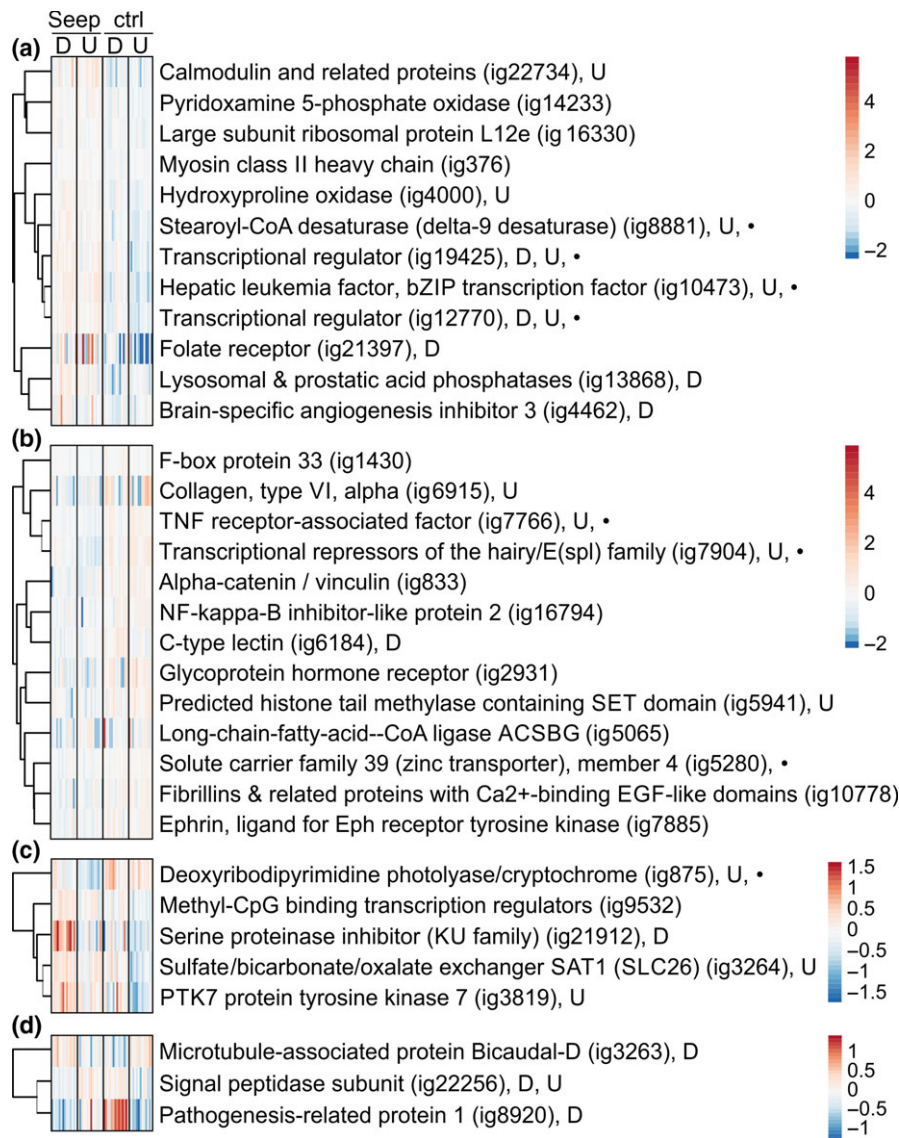 Seep ctrl
D U D U
(a)
Calmodulin and related proteins (ig22734), U
Pyridoxamine 5-phosphate oxidase (ig14233)
Large subunit ribosomal protein L12e (ig 16330)
Myosin class II heavy chain (ig376)
Hydroxyproline oxidase (ig4000), U
Stearoyl-CoA desaturase (delta-9 desaturase) (ig8881), U, •
Transcriptional regulator (ig19425), D, U, •
Hepatic leukemia factor, bZIP transcription factor (ig10473), U, •
Transcriptional regulator (ig12770), D, U, •
Folate receptor (ig21397), D
Lysosomal & prostatic acid phosphatases (ig13868), D
Brain-specific angiogenesis inhibitor 3 (ig4462), D
4
2
0
−2
(b)
F-box protein 33 (ig1430)
Collagen, type VI, alpha (ig6915), U
TNF receptor-associated factor (ig7766), U, •
Transcriptional repressors of the hairy/E(spl) family (ig7904), U, •
Alpha-catenin / vinculin (ig833)
NF-kappa-B inhibitor-like protein 2 (ig16794)
C-type lectin (ig6184), D
Glycoprotein hormone receptor (ig2931)
Predicted histone tail methylase containing SET domain (ig5941), U
Long-chain-fatty-acid--CoA ligase ACSBG (ig5065)
Solute carrier family 39 (zinc transporter), member 4 (ig5280), •
Fibrillins & related proteins with Ca2+-binding EGF-like domains (ig10778)
Ephrin, ligand for Eph receptor tyrosine kinase (ig7885)
4
2
0
−2
(c)
Deoxyribodipyrimidine photolyase/cryptochrome (ig875), U, •
Methyl-CpG binding transcription regulators (ig9532)
Serine proteinase inhibitor (KU family) (ig21912), D
Sulfate/bicarbonate/oxalate exchanger SAT1 (SLC26) (ig3264), U
PTK7 protein tyrosine kinase 7 (ig3819), U
1.5
1
0.5
0
−0.5
−1
−1.5
(d)
Microtubule-associated protein Bicaudal-D (ig3263), D
Signal peptidase subunit (ig22256), D, U
Pathogenesis-related protein 1 (ig8920), D
1
0.5
0
−0.5
−1